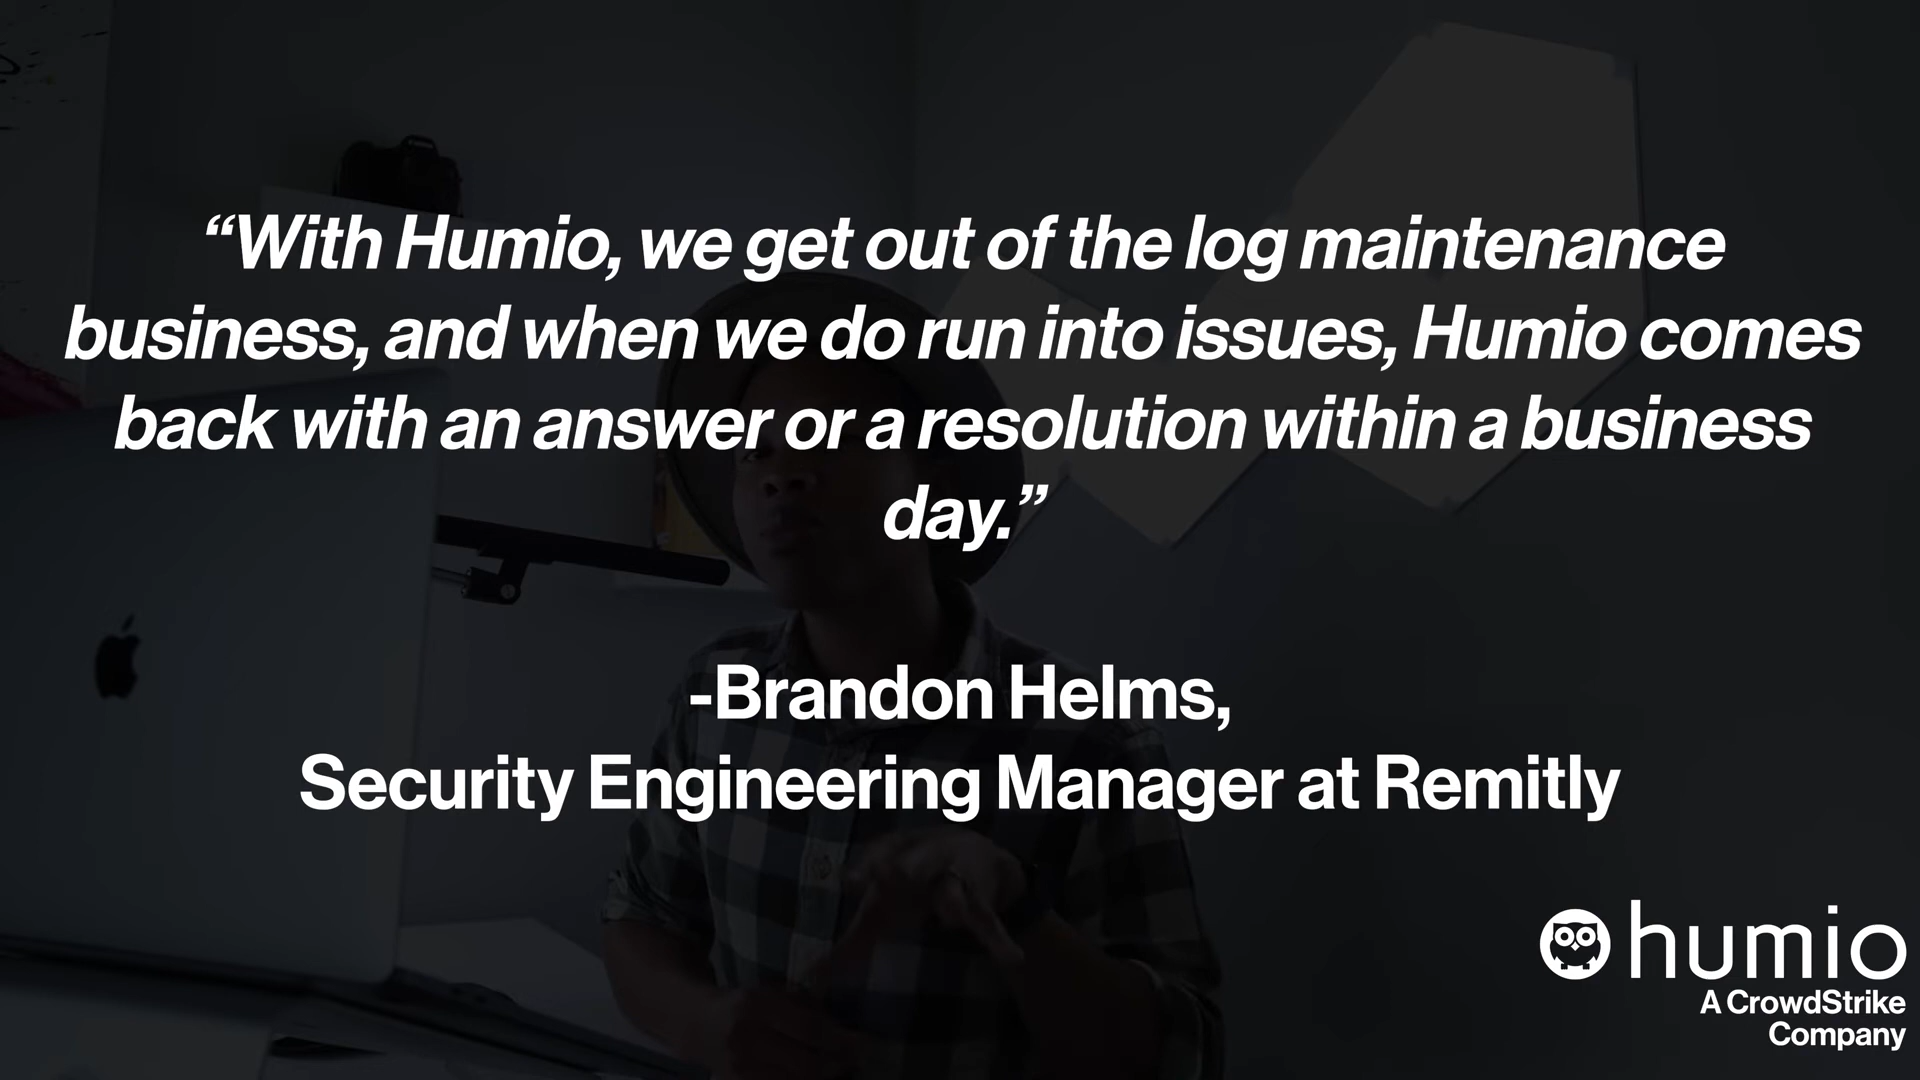 “With Humio, we get out of the log maintenance
business, and when we do run into issues, Humio comes
back with an answer or a resolution within a business
day.”
-Brandon Helms,
Security Engineering Manager at Remitly
humio
A CrowdStrike
Company